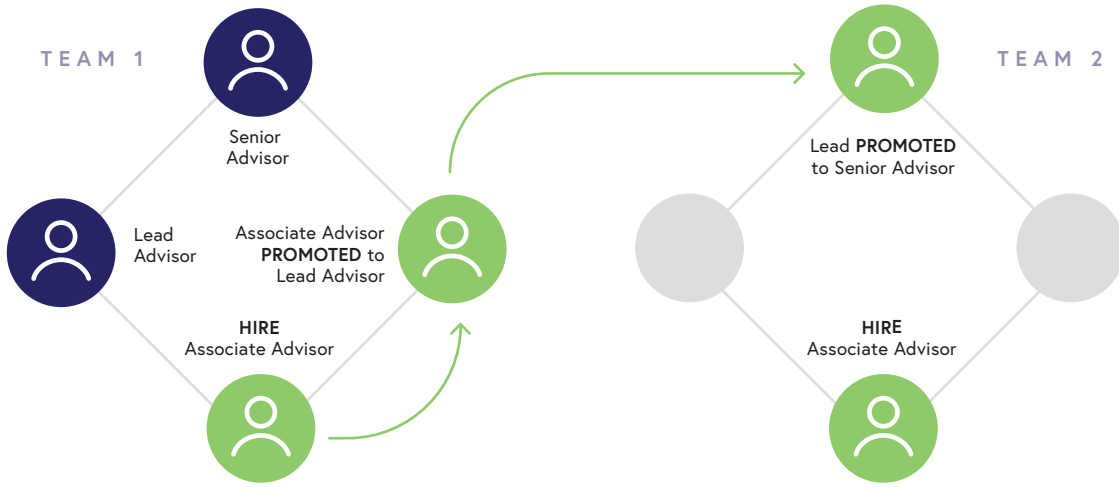 TEAM 1
Senior
Advisor
Lead
Advisor
Associate Advisor
PROMOTED to
Lead Advisor
HIRE
Associate Advisor
TEAM 2
Lead PROMOTED
to Senior Advisor
HIRE
Associate Advisor